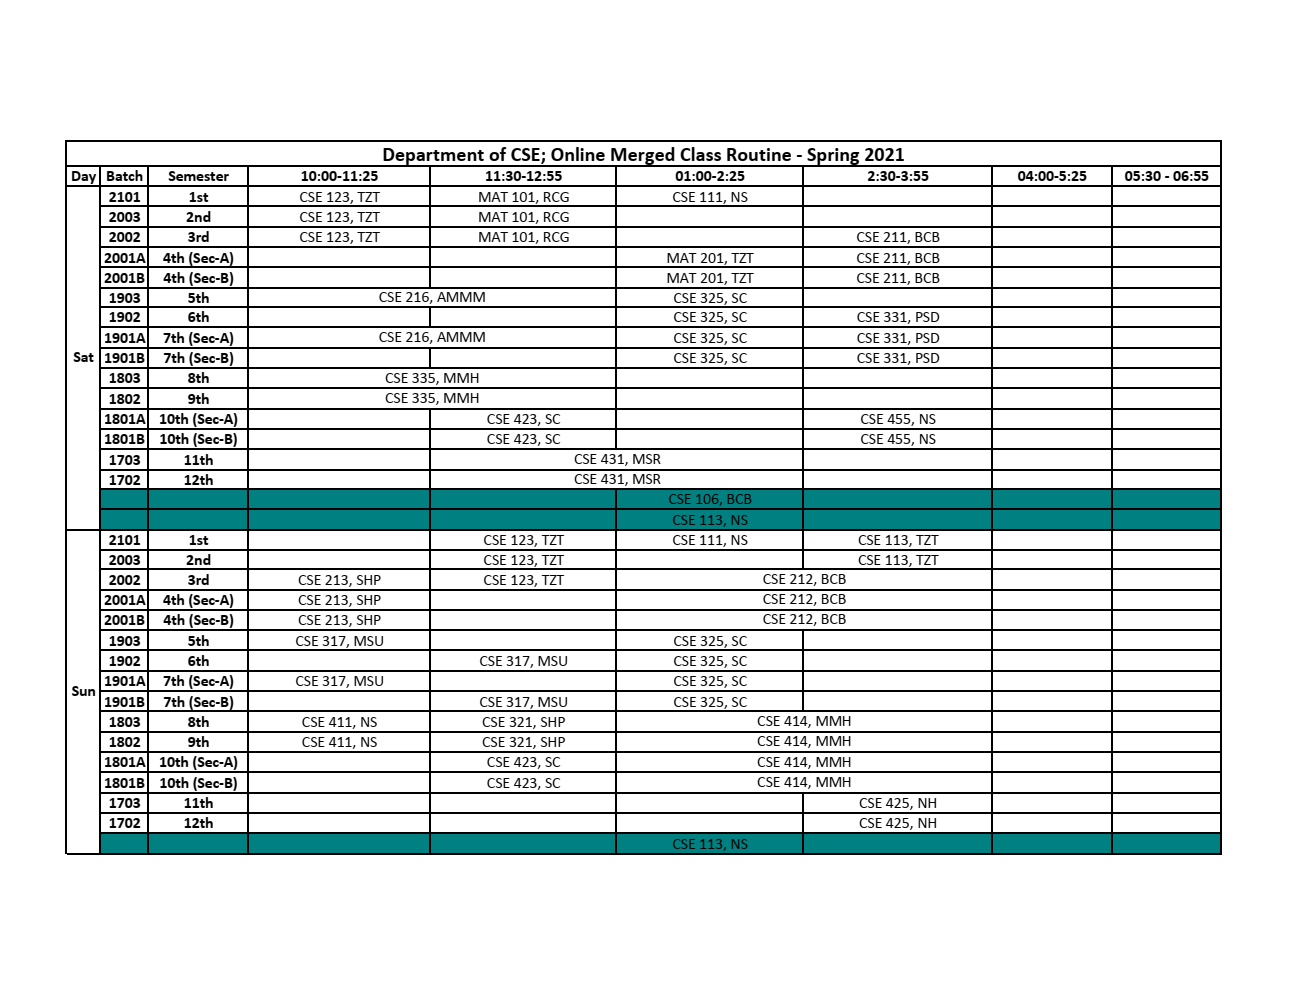 Department of CSE; Online Merged Class Routine - Spring 2021
Day Batch Semester 10:00-11:25 11:30-12:55 01:00-2:25 2:30-3:55 04:00-5:25 05:30 - 06:55
Sat
2101 1st CSE 123, TZT MAT 101, RCG CSE 111, NS
2003 2nd CSE 123, TZT MAT 101, RCG
2002 3rd CSE 123, TZT MAT 101, RCG CSE 211, BCB
2001A 4th (Sec-A) MAT 201, TZT CSE 211, BCB
2001B 4th (Sec-B) MAT 201, TZT CSE 211, BCB
1903 5th CSE 216, AMMM CSE 325, SC
1902 6th CSE 325, SC CSE 331, PSD
1901A 7th (Sec-A) CSE 216, AMMM CSE 325, SC CSE 331, PSD
1901B 7th (Sec-B) CSE 325, SC CSE 331, PSD
1803 8th CSE 335, MMH
1802 9th CSE 335, MMH
1801A 10th (Sec-A) CSE 423, SC CSE 455, NS
1801B 10th (Sec-B) CSE 423, SC CSE 455, NS
1703 11th CSE 431, MSR
1702 12th CSE 431, MSR
CSE 106, BCB
CSE 113, NS
Sun
2101 1st CSE 123, TZT CSE 111, NS CSE 113, TZT
2003 2nd CSE 123, TZT CSE 113, TZT
2002 3rd CSE 213, SHP CSE 123, TZT CSE 212, BCB
2001A 4th (Sec-A) CSE 213, SHP CSE 212, BCB
2001B 4th (Sec-B) CSE 213, SHP CSE 212, BCB
1903 5th CSE 317, MSU CSE 325, SC
1902 6th CSE 317, MSU CSE 325, SC
1901A 7th (Sec-A) CSE 317, MSU CSE 325, SC
1901B 7th (Sec-B) CSE 317, MSU CSE 325, SC
1803 8th CSE 411, NS CSE 321, SHP CSE 414, MMH
1802 9th CSE 411, NS CSE 321, SHP CSE 414, MMH
1801A 10th (Sec-A) CSE 423, SC CSE 414, MMH
1801B 10th (Sec-B) CSE 423, SC CSE 414, MMH
1703 11th CSE 425, NH
1702 12th CSE 425, NH
CSE 113, NS